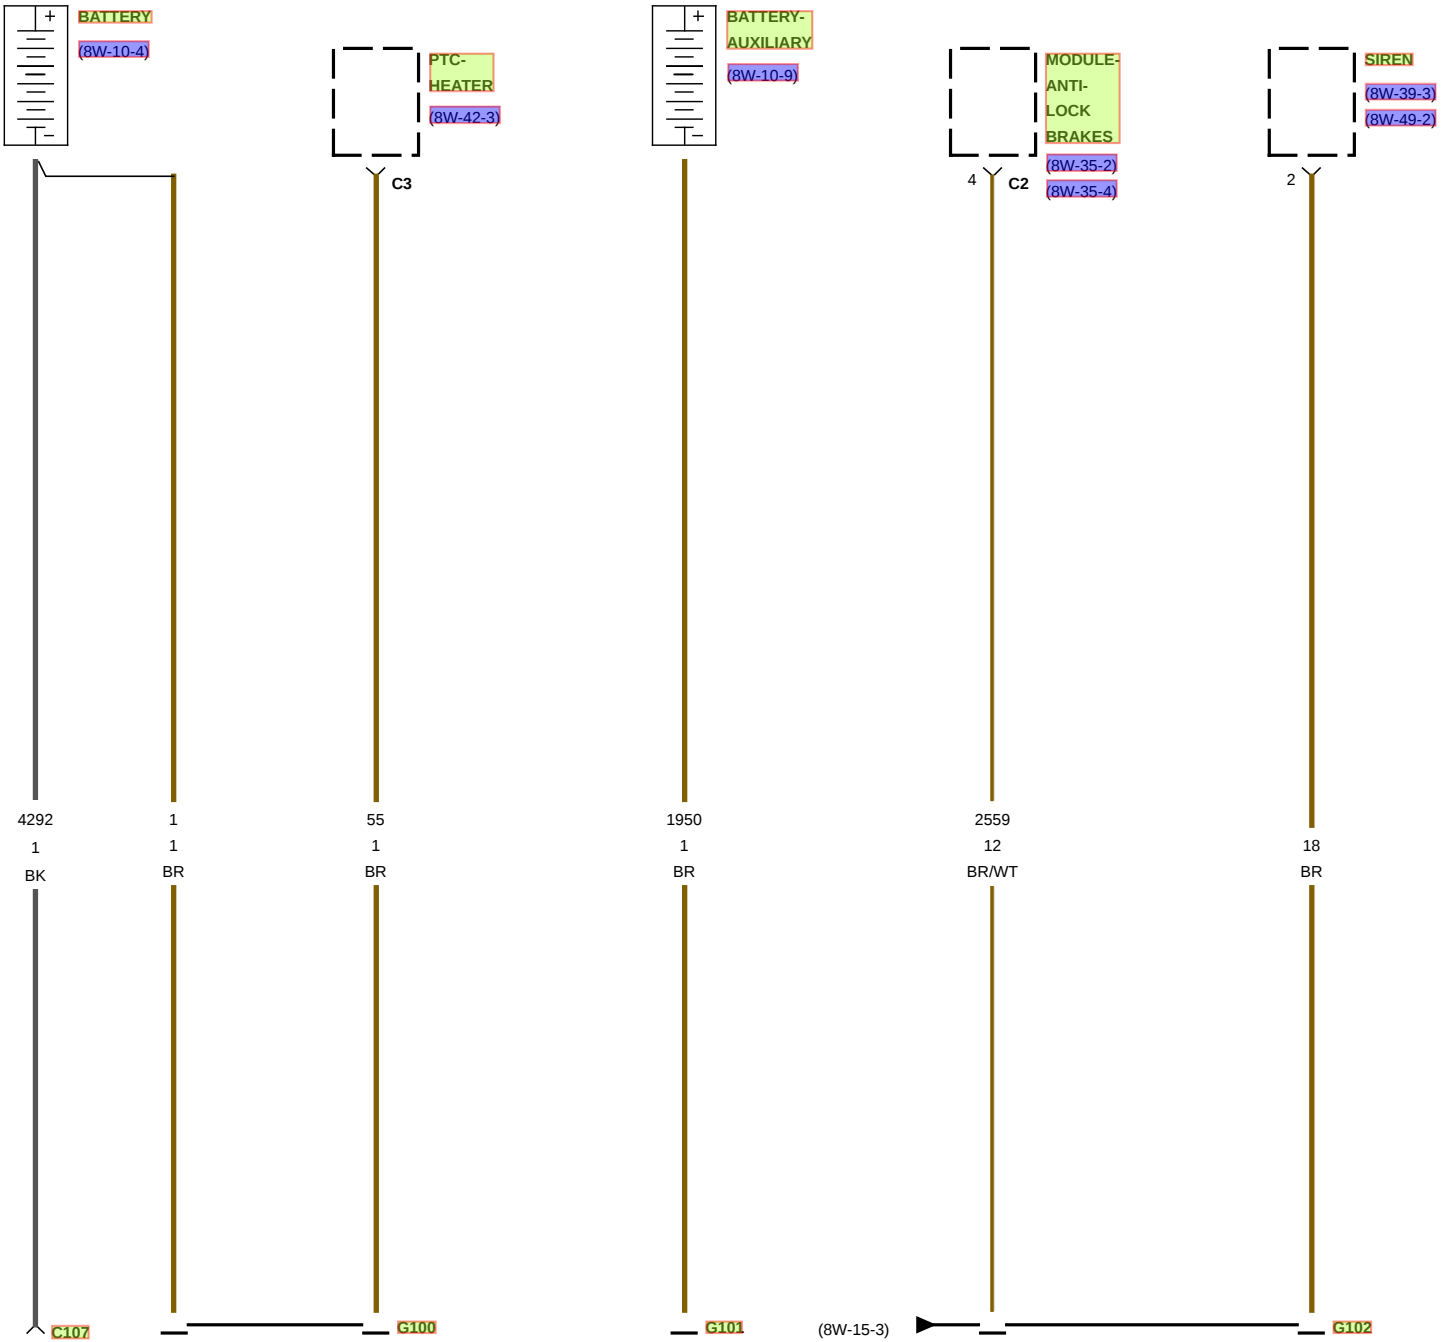 BATTERY
(8W-10-4)
PTC-
HEATER
(8W-42-3)
C3
BATTERY-
AUXILIARY
(8W-10-9)
MODULE-
ANTI-
LOCK
BRAKES
(8W-35-2)
(8W-35-4)
4
C2
SIREN
(8W-39-3)
(8W-49-2)
2
4292
1
BK
1
1
BR
55
1
BR
1950
1
BR
2559
12
BR/WT
18
BR
C107
G100
G101
(8W-15-3)
G102